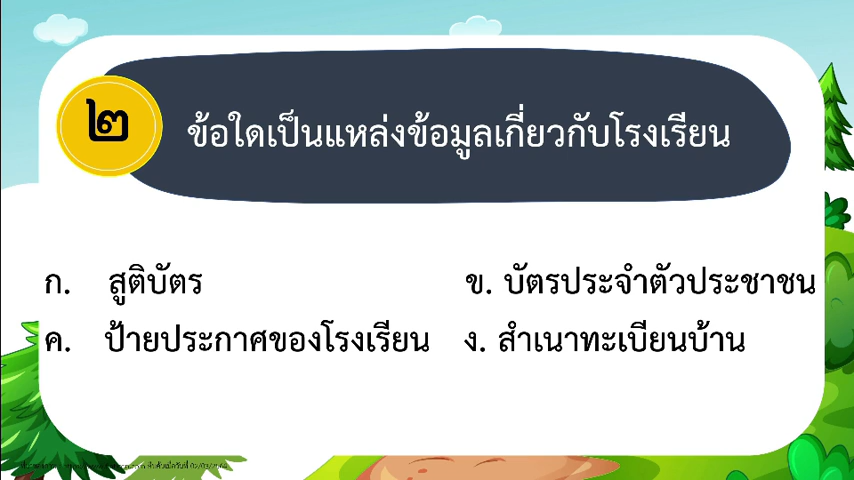 ๒
ข้อใดเป็นแหล่งข้อมูลเกี่ยวกับโรงเรียน
ก. สูติบัตร
ข. บัตรประจำตัวประชาชน
ค. ป้ายประกาศของโรงเรียน
ง. สำเนาทะเบียนบ้าน